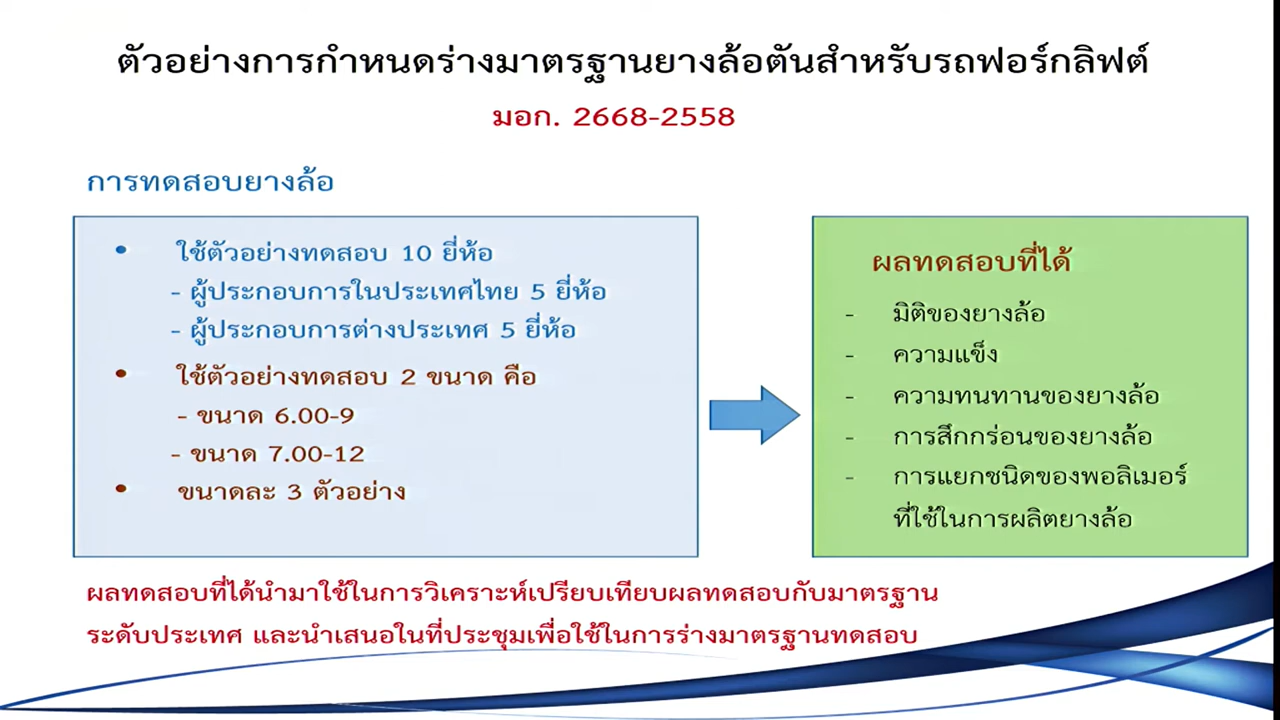 ตัวอย่างการกำหนดร่างมาตรฐานยางล้อตันสำหรับรถฟอร์กลิฟต์
มอก. 2668-2558
การทดสอบยางล้อ
• ใช้ตัวอย่างทดสอบ 10 ยี่ห้อ
- ผู้ประกอบการในประเทศไทย 5 ยี่ห้อ
- ผู้ประกอบการต่างประเทศ 5 ยี่ห้อ
• ใช้ตัวอย่างทดสอบ 2 ขนาด คือ
- ขนาด 6.00-9
- ขนาด 7.00-12
• ขนาดละ 3 ตัวอย่าง
ผลทดสอบที่ได้
- มิติของยางล้อ
- ความแข็ง
- ความทนทานของยางล้อ
- การสึกกร่อนของยางล้อ
- การแยกชนิดของพอลิเมอร์
ที่ใช้ในการผลิตยางล้อ
ผลทดสอบที่ได้นำมาใช้ในการวิเคราะห์เปรียบเทียบผลทดสอบกับมาตรฐาน
ระดับประเทศ และนำเสนอในที่ประชุมเพื่อใช้ในการร่างมาตรฐานทดสอบ